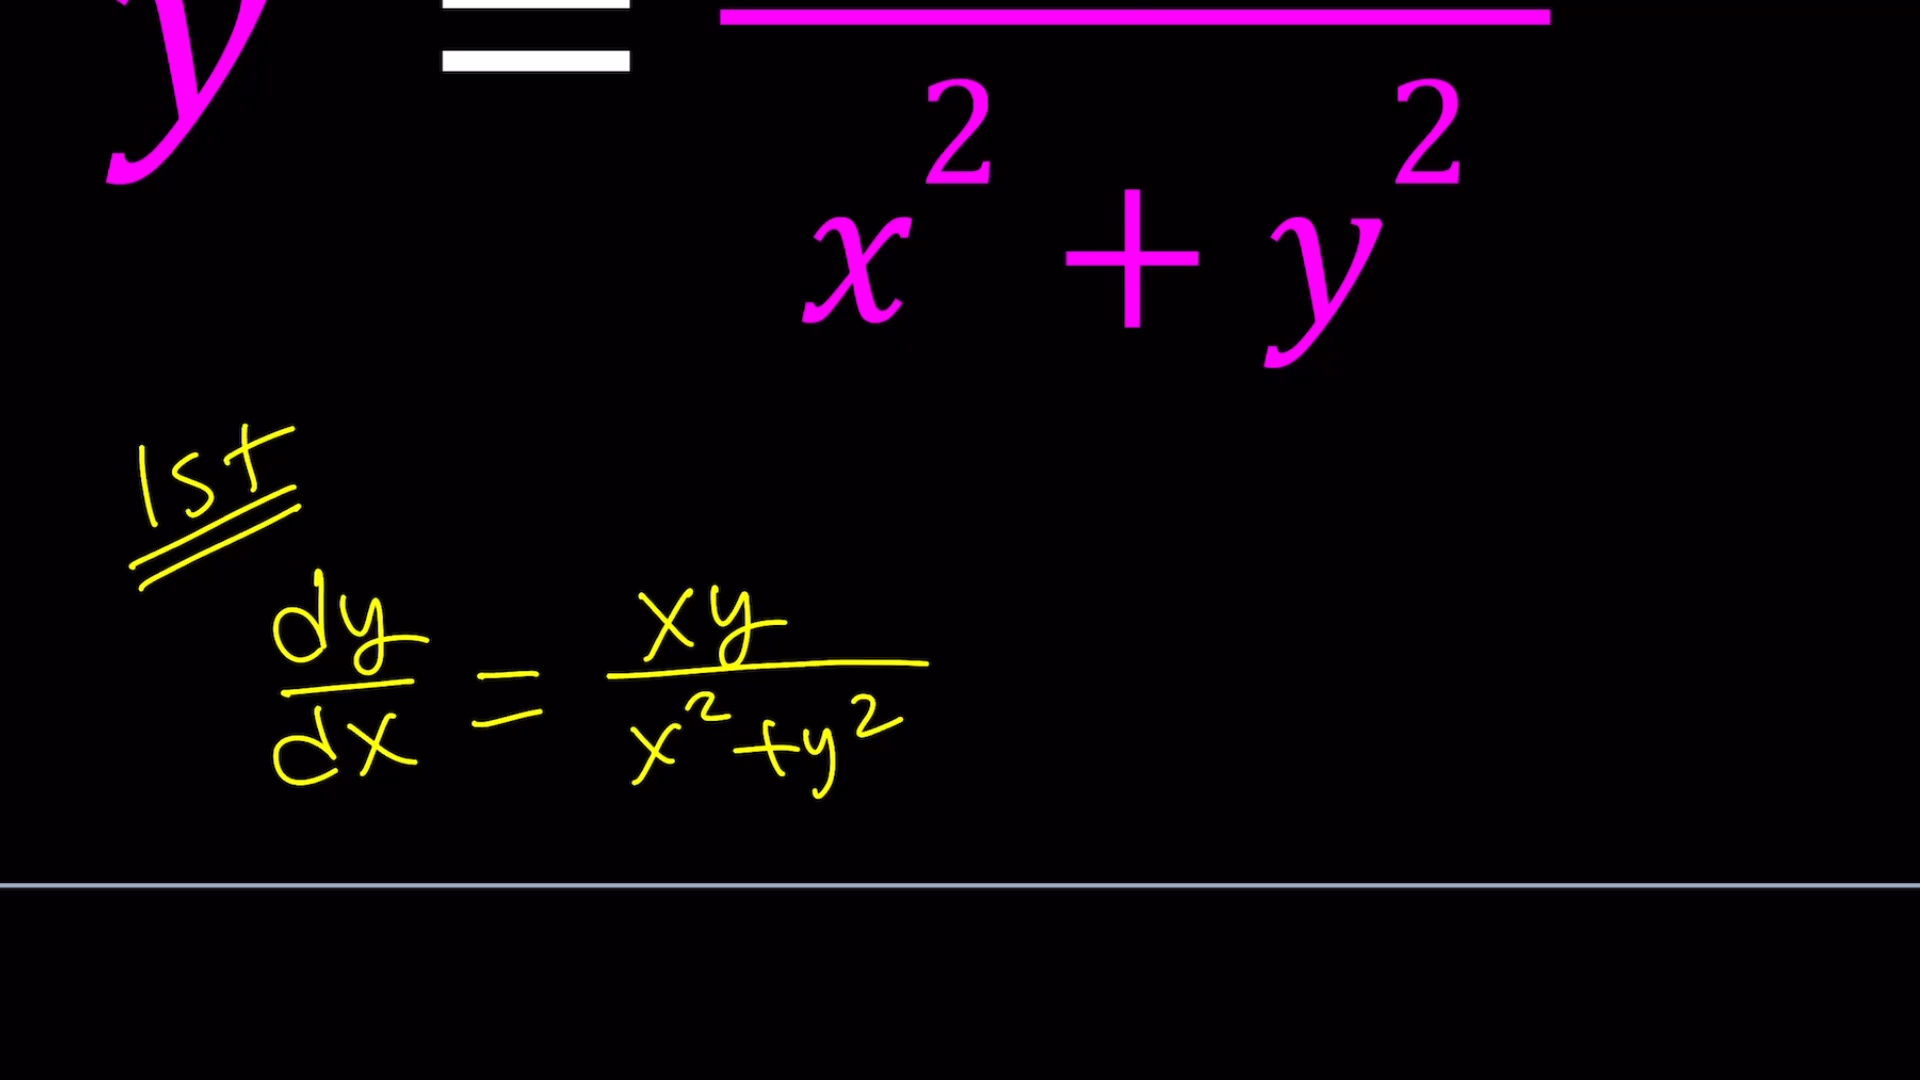 y =
x² + y²
1st
dy/dx = xy/(x²+y²)